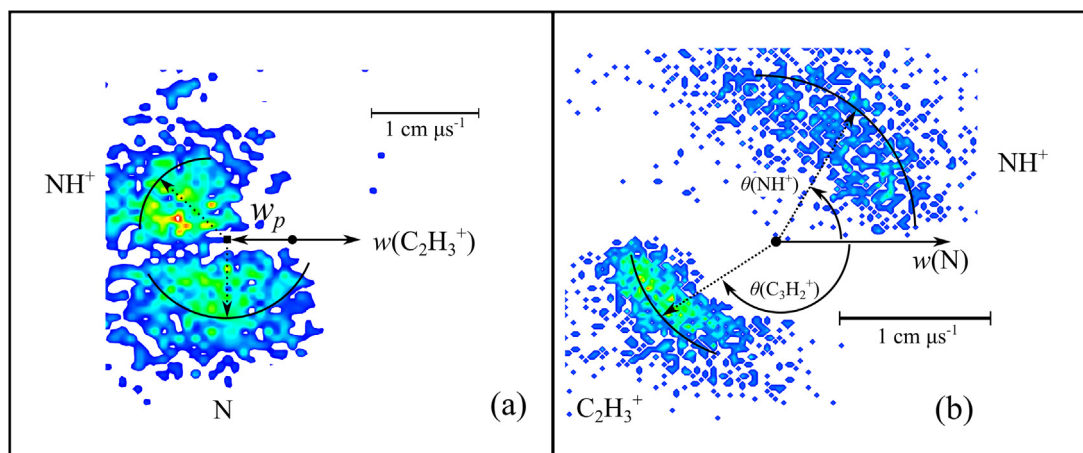 1 cm μs⁻¹
NH⁺
wₚ
w(C₂H₃⁺)
N
(a)
NH⁺
θ(NH⁺)
w(N)
θ(C₃H₂⁺)
1 cm μs⁻¹
C₂H₃⁺
(b)